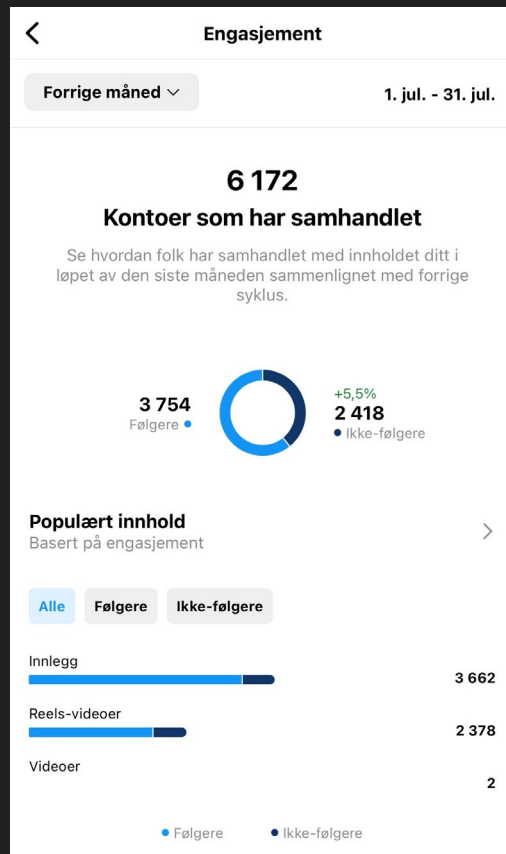 Engasjement
Forrige måned
1. jul. - 31. jul.
6 172
Kontoer som har samhandlet
Se hvordan folk har samhandlet med innholdet ditt i
løpet av den siste måneden sammenlignet med forrige
syklus.
3 754
Følgere
+5,5%
2 418
Ikke-følgere
Populært innhold
Basert på engasjement
Alle
Følgere
Ikke-følgere
Innlegg
3 662
Reels-videoer
2 378
Videoer
2
Følgere
Ikke-følgere